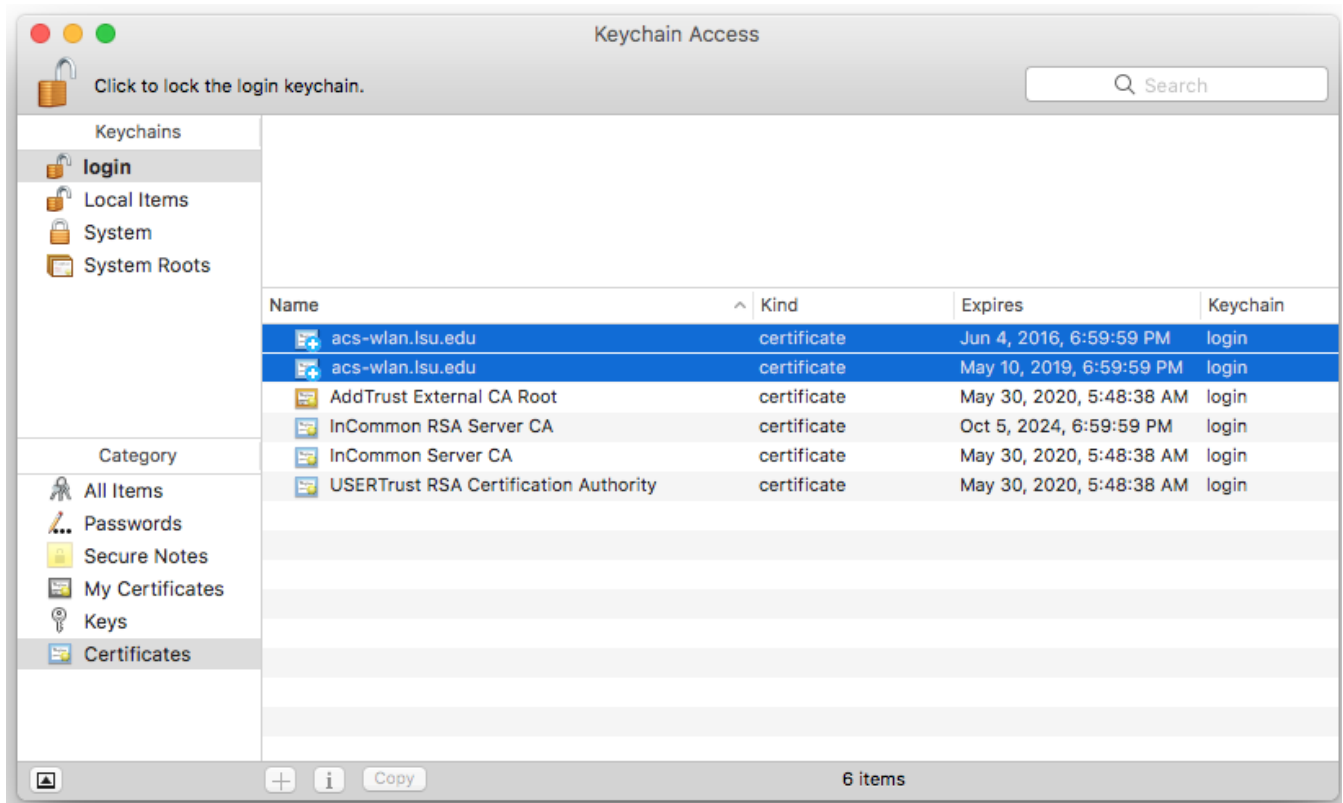 Keychain Access
Click to lock the login keychain.
Search
Keychains
login
Local Items
System
System Roots
Name Kind Expires Keychain
acs-wlan.lsu.edu certificate Jun 4, 2016, 6:59:59 PM login
acs-wlan.lsu.edu certificate May 10, 2019, 6:59:59 PM login
AddTrust External CA Root certificate May 30, 2020, 5:48:38 AM login
InCommon RSA Server CA certificate Oct 5, 2024, 6:59:59 PM login
InCommon Server CA certificate May 30, 2020, 5:48:38 AM login
USERTrust RSA Certification Authority certificate May 30, 2020, 5:48:38 AM login
Category
All Items
Passwords
Secure Notes
My Certificates
Keys
Certificates
Copy
6 items